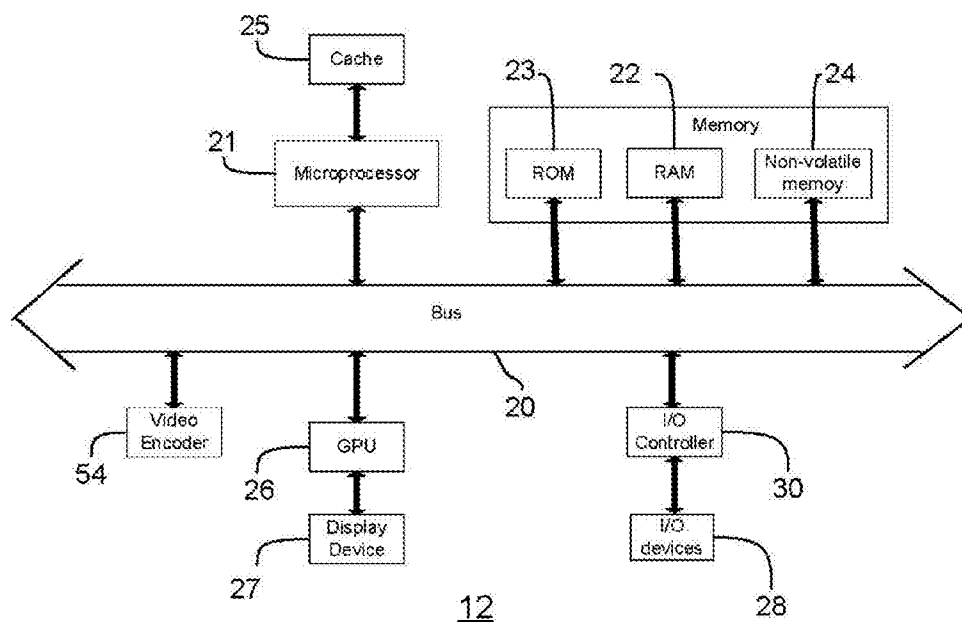 25
Cache
23
22
24
Memory
21
Microprocessor
ROM
RAM
Non-volatile
memoy
Bus
20
Video
Encoder
54
GPU
26
I/O
Controller
30
Display
Device
27
I/O
devices
28
12